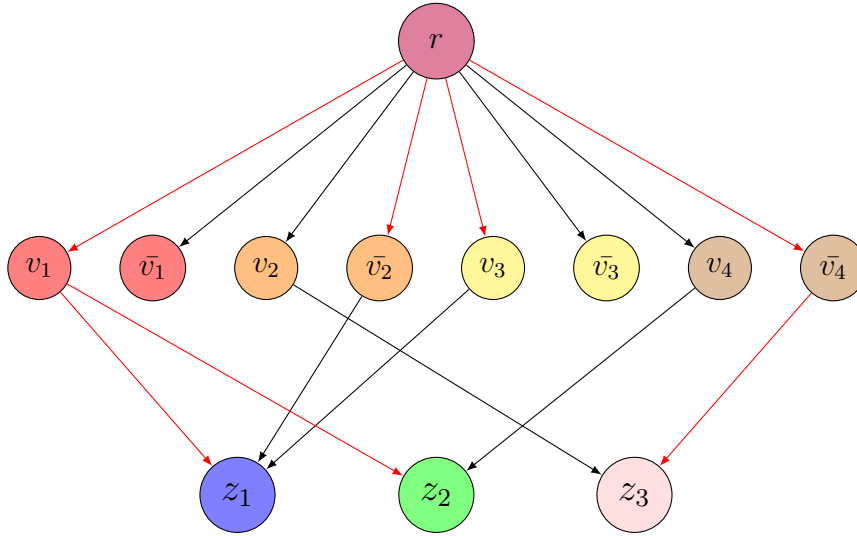 r
v₁ v̄₁ v₂ v̄₂ v₃ v̄₃ v₄ v̄₄
z₁ z₂ z₃